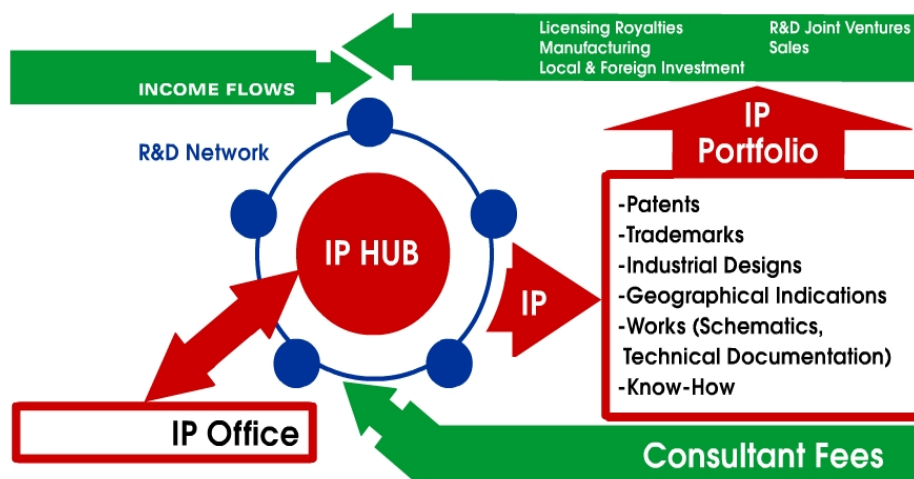 Licensing Royalties
Manufacturing
Local & Foreign Investment
R&D Joint Ventures
Sales
INCOME FLOWS
R&D Network
IP HUB
IP
IP
Portfolio
-Patents
-Trademarks
-Industrial Designs
-Geographical Indications
-Works (Schematics,
Technical Documentation)
-Know-How
IP Office
Consultant Fees